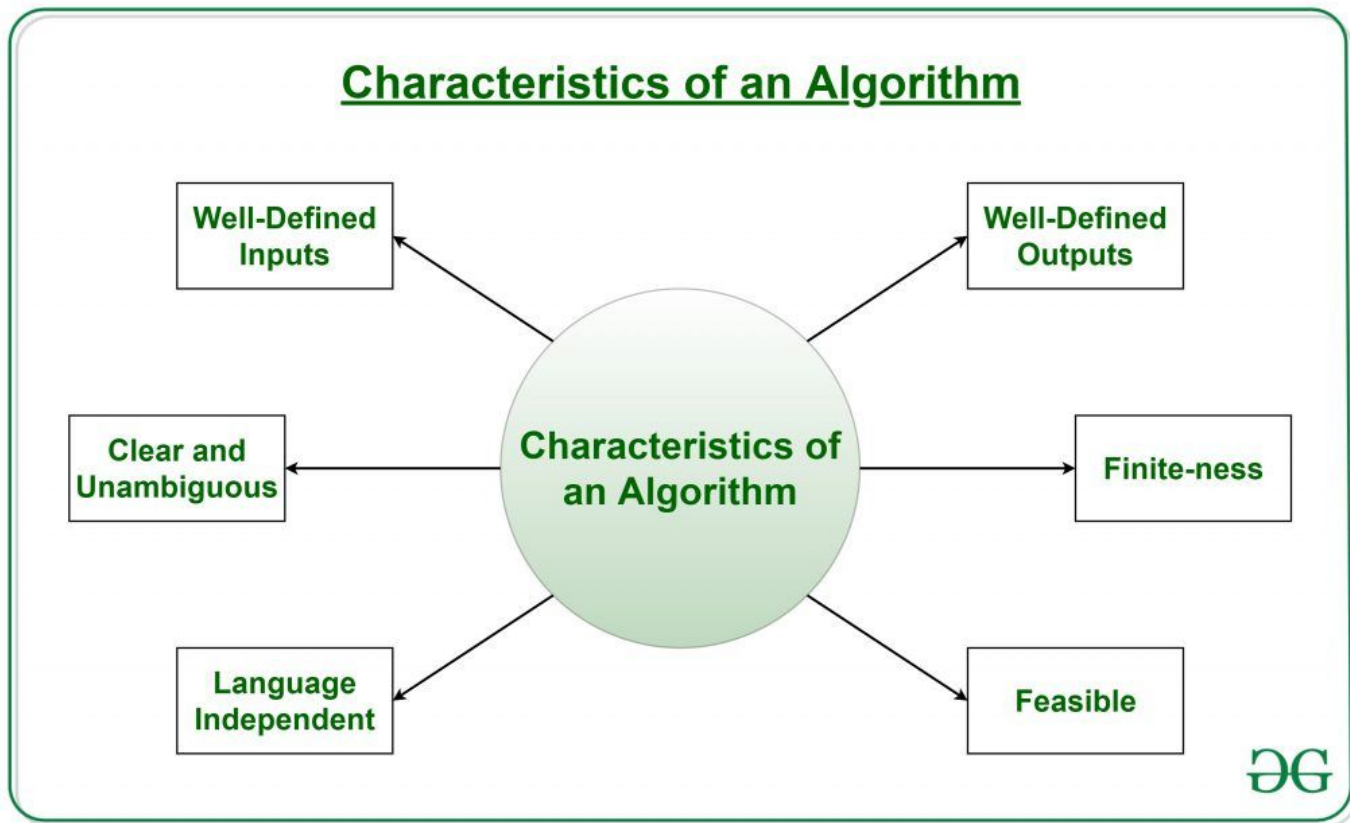 Characteristics of an Algorithm
Well-Defined
Inputs
Well-Defined
Outputs
Clear and
Unambiguous
Characteristics of
an Algorithm
Finite-ness
Language
Independent
Feasible